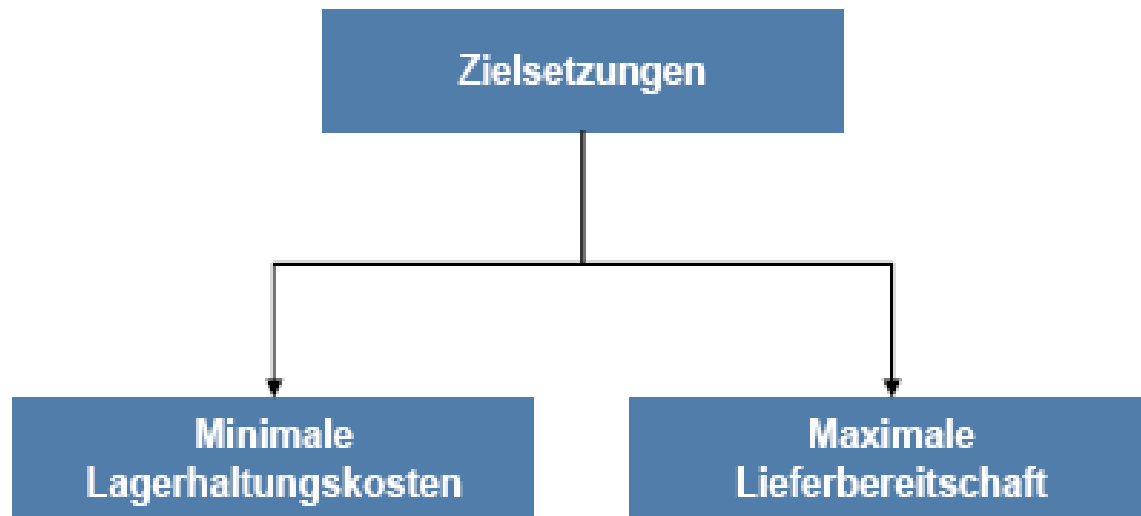 Zielsetzungen
Minimale
Lagerhaltungskosten
Maximale
Lieferbereitschaft